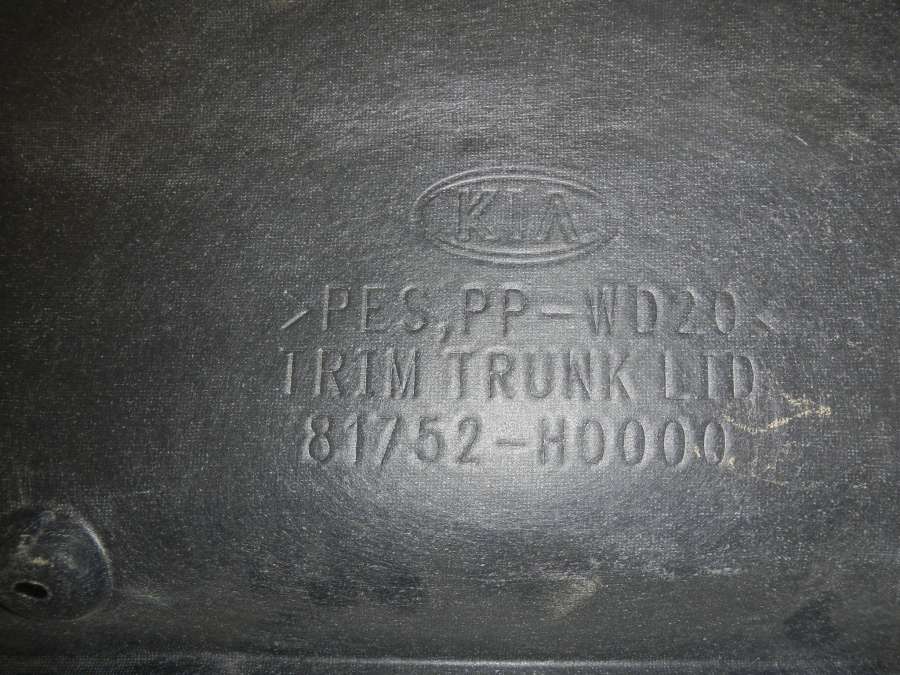 KIA
>PES,PP-WD20<
TRIM TRUNK LID
81752-H0000